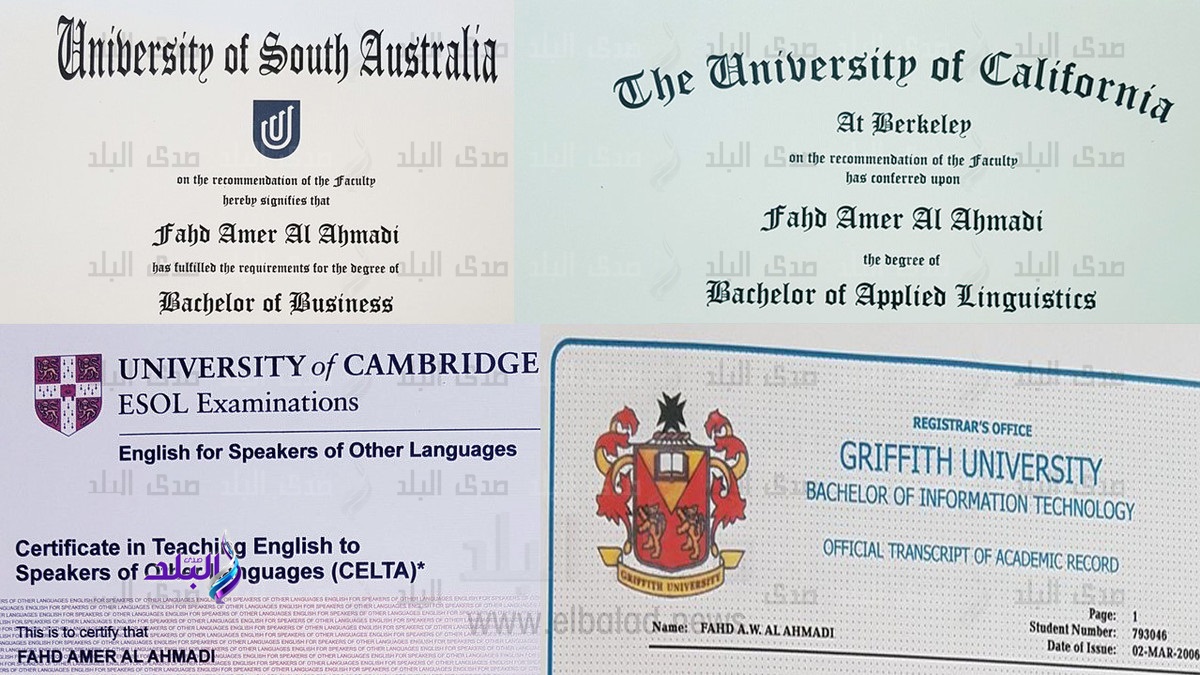 University of South Australia
on the recommendation of the Faculty
hereby signifies that
Fahd Amer Al Ahmadi
has fulfilled the requirements for the degree of
Bachelor of Business
The University of California
At Berkeley
on the recommendation of the Faculty
has conferred upon
Fahd Amer Al Ahmadi
the degree of
Bachelor of Applied Linguistics
UNIVERSITY of CAMBRIDGE
ESOL Examinations
English for Speakers of Other Languages
Certificate in Teaching English to
Speakers of Other Languages (CELTA)*
صدى البلد
This is to certify that
FAHD AMER AL AHMADI
REGISTRAR'S OFFICE
GRIFFITH UNIVERSITY
BACHELOR OF INFORMATION TECHNOLOGY
OFFICIAL TRANSCRIPT OF ACADEMIC RECORD
GRIFFITH UNIVERSITY
Page: 1
Name: FAHD A.W. AL AHMADI
Student Number: 793046
Date of Issue: 02-MAR-2006
www.elbalad.news